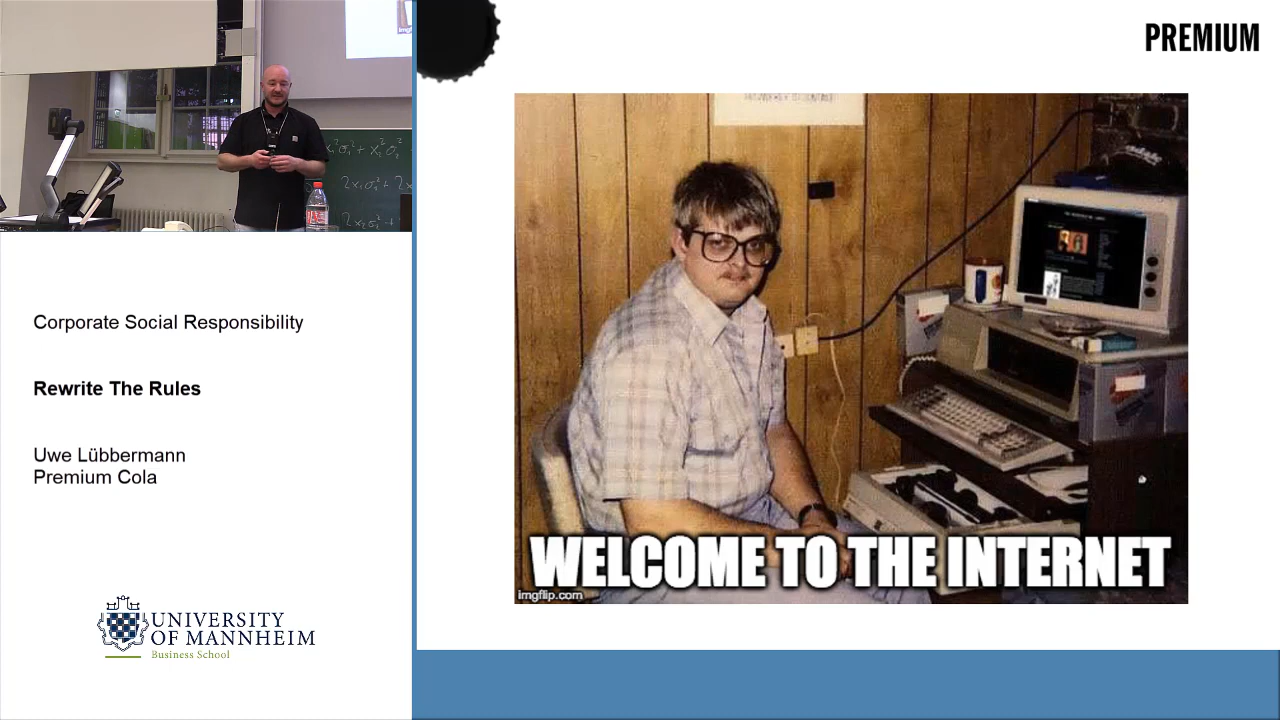 PREMIUM
Corporate Social Responsibility
Rewrite The Rules
Uwe Lübbermann
Premium Cola
UNIVERSITY
OF MANNHEIM
Business School
WELCOME TO THE INTERNET
imgflip.com